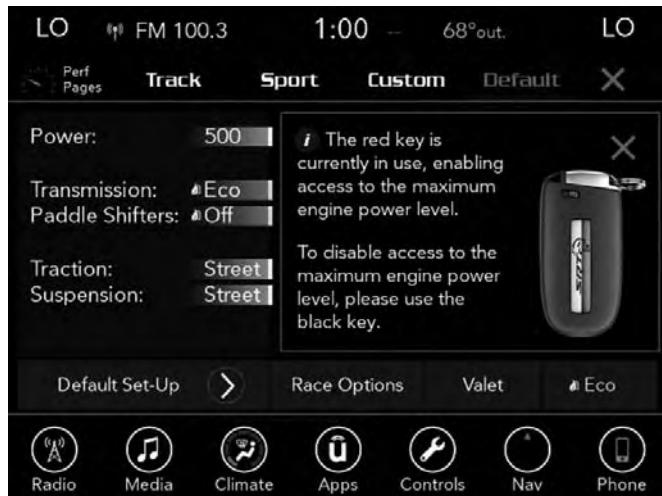 LO FM 100.3 1:00 -- 68°out. LO
Perf Pages Track Sport Custom Default
Power: 500
Transmission: Eco
Paddle Shifters: Off
Traction: Street
Suspension: Street
i The red key is
currently in use, enabling
access to the maximum
engine power level.
To disable access to the
maximum engine power
level, please use the
black key.
Default Set-Up Race Options Valet Eco
Radio Media Climate Apps Controls Nav Phone